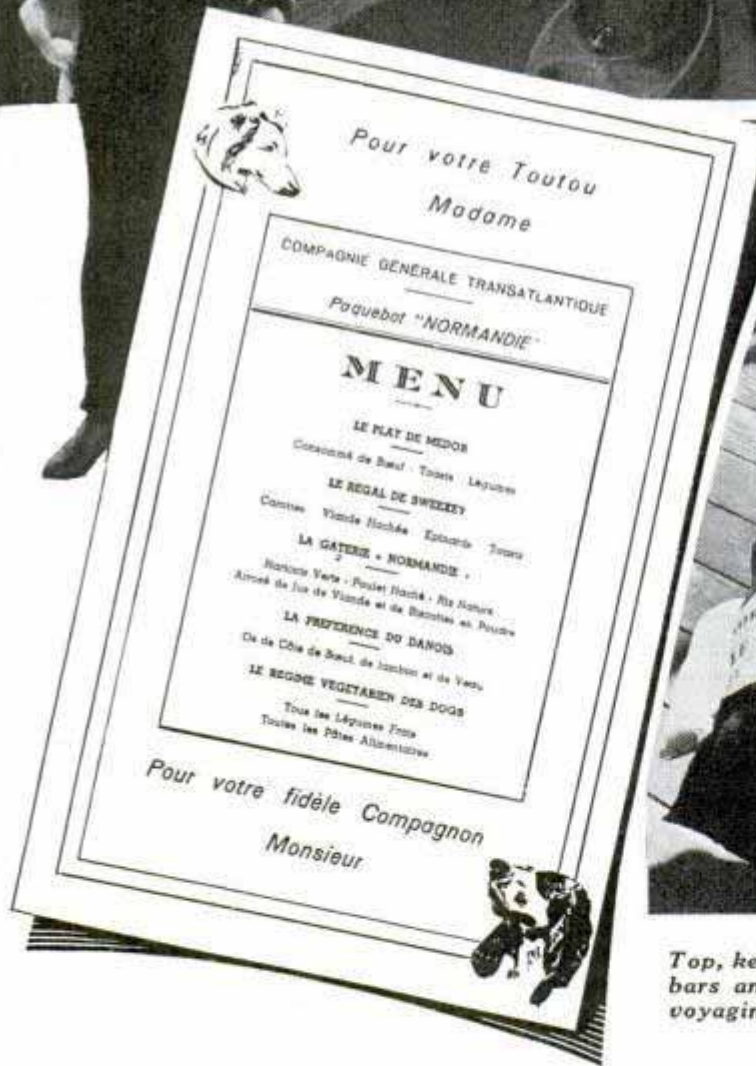 Pour votre Toutou
Madame
COMPAGNIE GÉNÉRALE TRANSATLANTIQUE
Paquebot "NORMANDIE"
MENU
LE PLAT DE MEDOR
Consommé de Bœuf - Toasts - Légumes
LE REGAL DE SWEEKEY
Carottes - Viande Hachée - Epinards - Toasts
LA GATERIE « NORMANDIE »
Haricots Verts - Poulet Haché - Riz Nature
Arrosé de Jus de Viande et de Biscottes en Poudre
LA PREFERENCE DU DANOIS
Os de Côte de Bœuf, de Jambon et de Veau
LE REGIME VEGETARIEN DES DOGS
Tous les Légumes Frais
Toutes les Pâtes Alimentaires
Pour votre fidèle Compagnon
Monsieur
Top, ke
bars an
voyagin